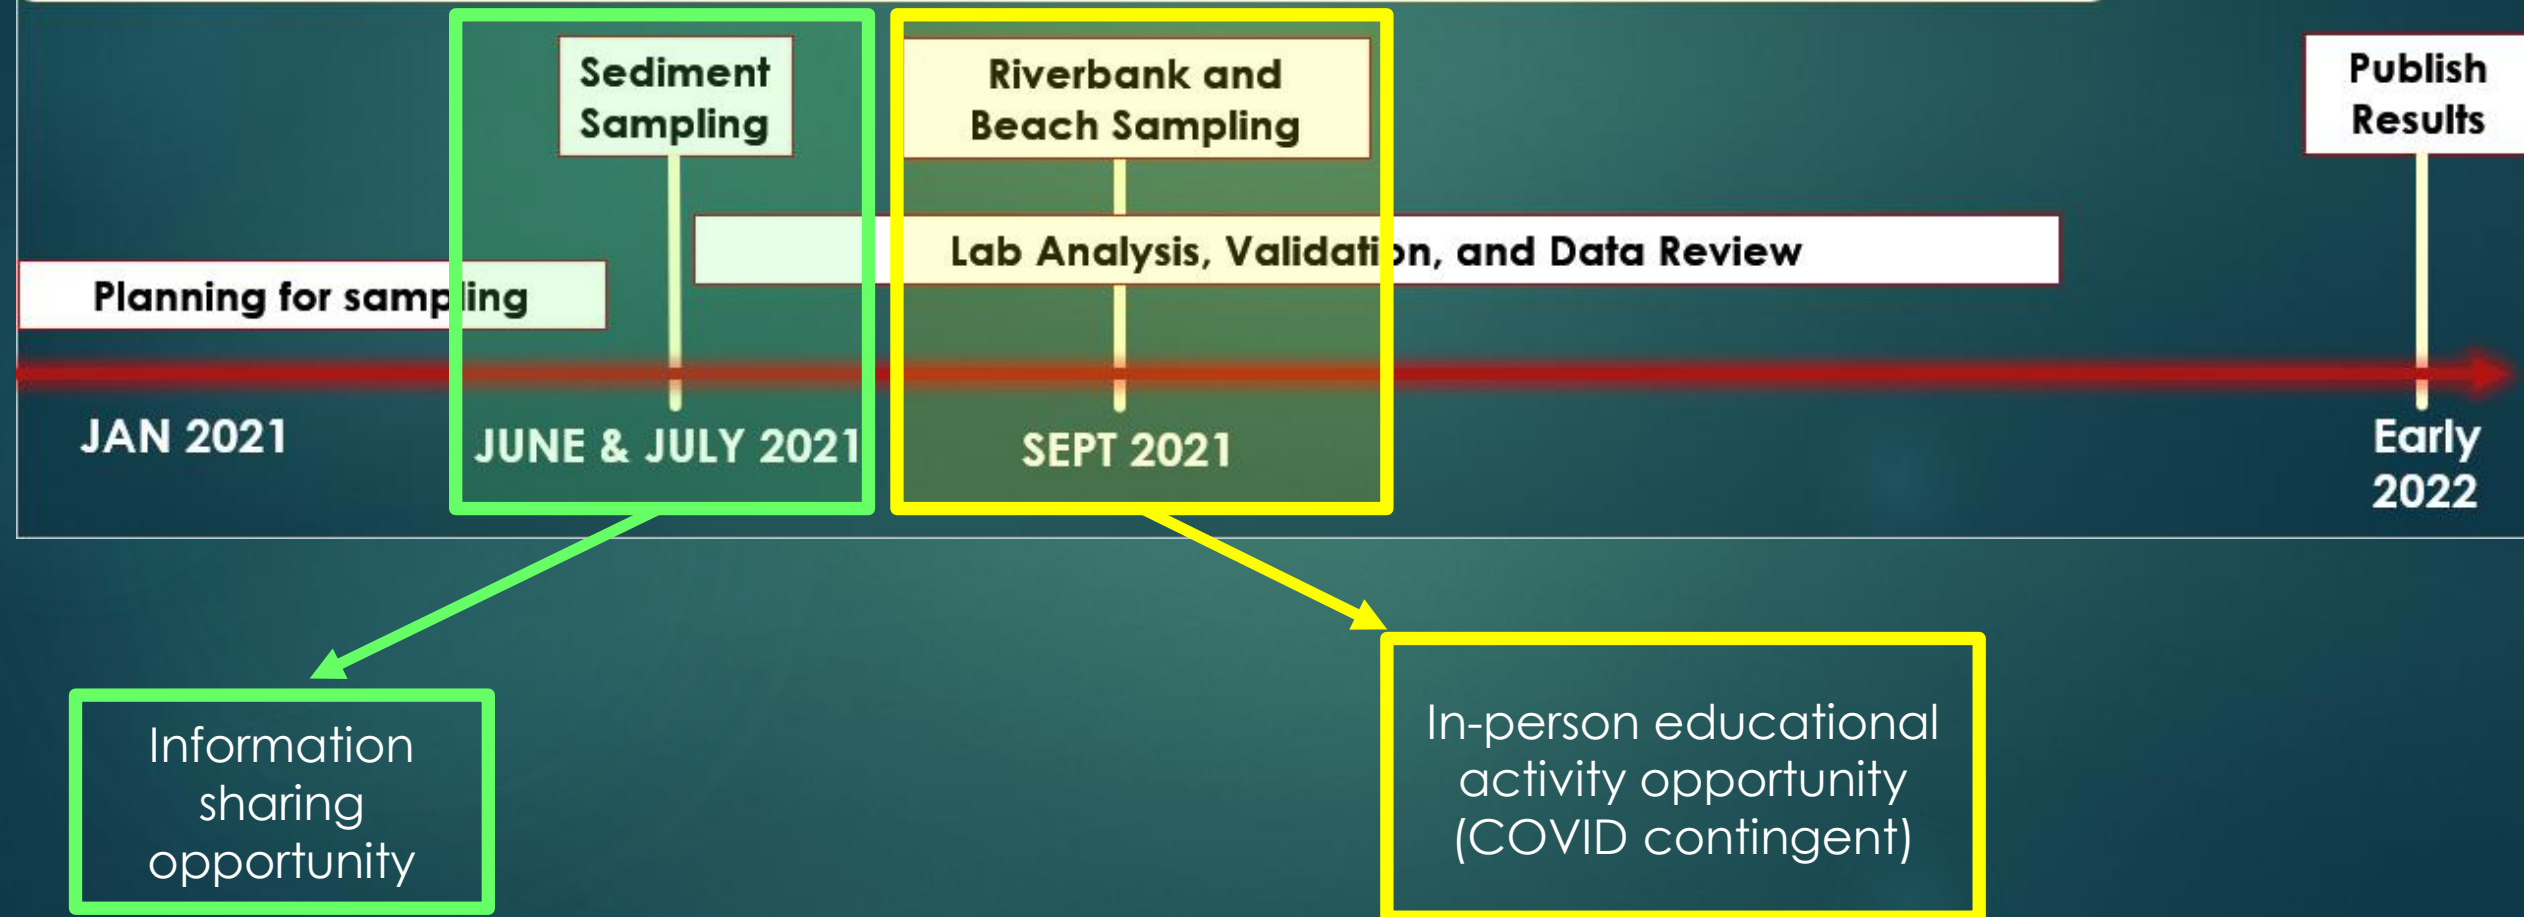 Sediment
Sampling
Riverbank and
Beach Sampling
Publish
Results
Lab Analysis, Validation, and Data Review
Planning for sampling
JAN 2021
JUNE & JULY 2021
SEPT 2021
Early
2022
Information
sharing
opportunity
In-person educational
activity opportunity
(COVID contingent)